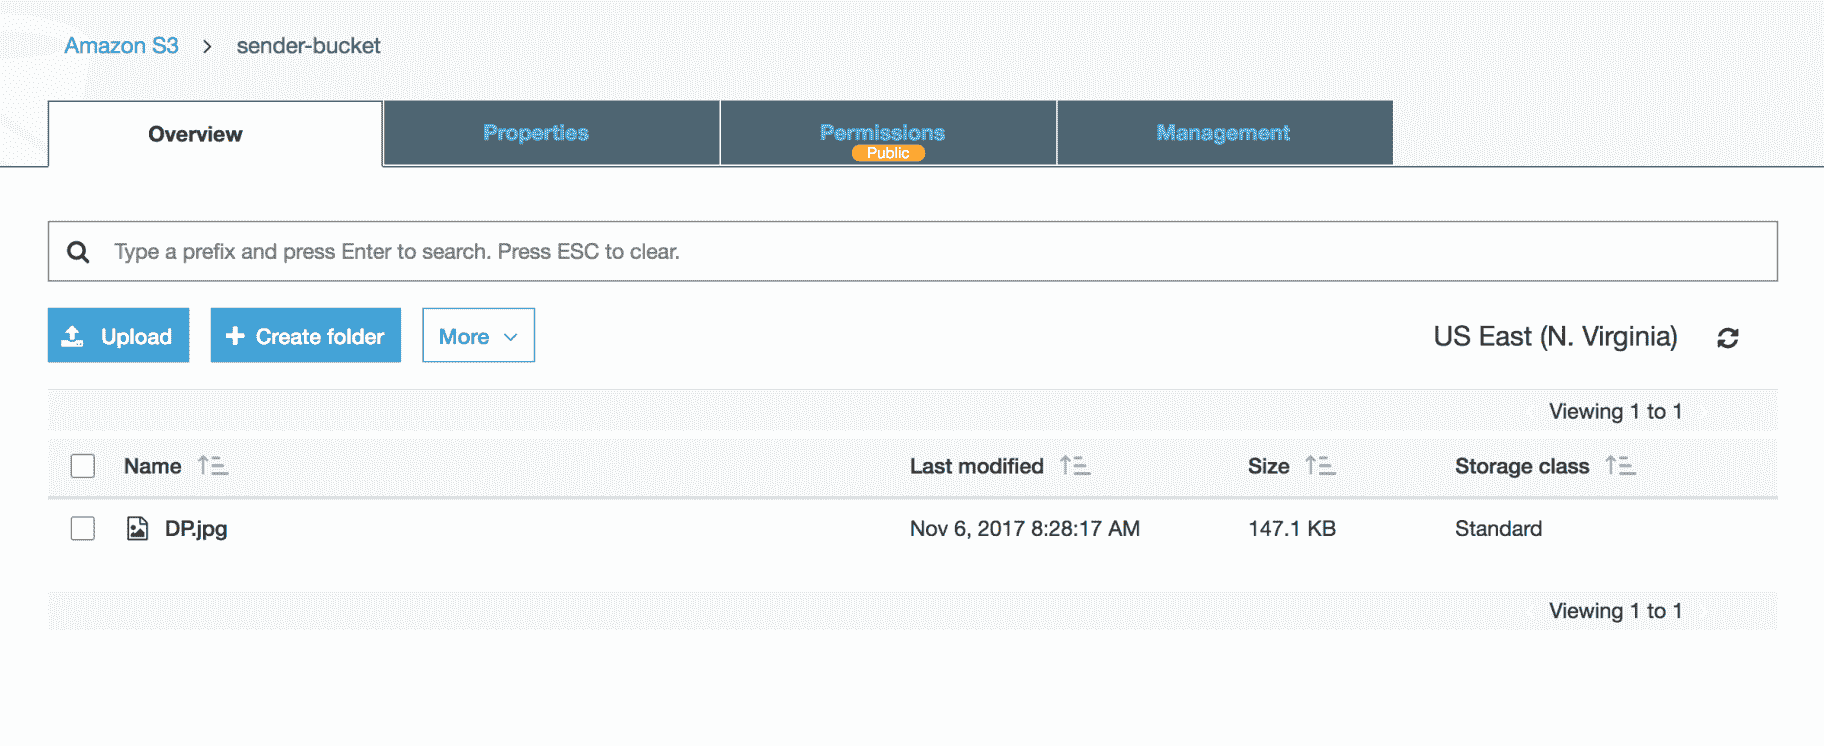 Amazon S3 > sender-bucket
Overview Properties Permissions Management
Public
Type a prefix and press Enter to search. Press ESC to clear.
Upload + Create folder More US East (N. Virginia)
Viewing 1 to 1
Name Last modified Size Storage class
DP.jpg Nov 6, 2017 8:28:17 AM 147.1 KB Standard
Viewing 1 to 1